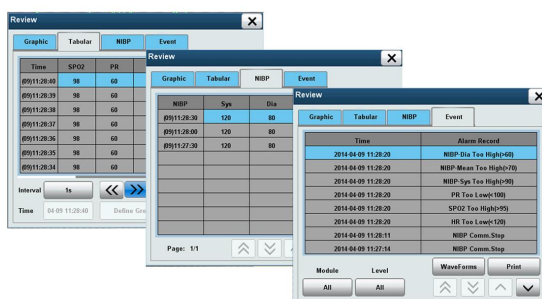 Review
Graphic Tabular NIBP Event
Time SPO2 PR
(09)11:28:40 98 60
(09)11:28:39 98 60
(09)11:28:38 98 60
(09)11:28:37 98 60
(09)11:28:36 98 60
(09)11:28:35 98 60
(09)11:28:34 98 60
Interval 1s
Time 04-09 11:28:40 Define Gro
Review
Graphic Tabular NIBP Event
NIBP Sys Dia
(09)11:28:30 120 80
(09)11:28:00 120 80
(09)11:27:30 120 80
Page: 1/1
Review
Graphic Tabular NIBP Event
Time Alarm Record
2014-04-09 11:28:20 NIBP-Dia Too High(>60)
2014-04-09 11:28:20 NIBP-Mean Too High(>70)
2014-04-09 11:28:20 NIBP-Sys Too High(>90)
2014-04-09 11:28:20 PR Too Low(<100)
2014-04-09 11:28:20 SPO2 Too High(>95)
2014-04-09 11:28:20 HR Too Low(<120)
2014-04-09 11:28:11 NIBP Comm.Stop
2014-04-09 11:27:14 NIBP Comm.Stop
Module Level WaveForms Print
All All